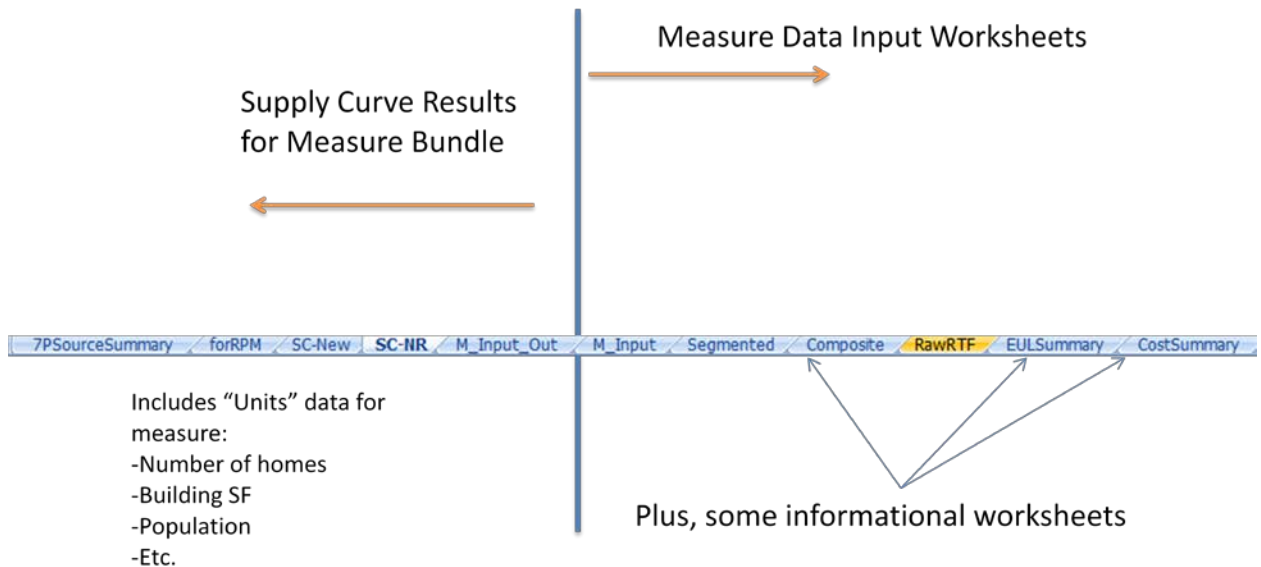 Measure Data Input Worksheets
Supply Curve Results
for Measure Bundle
7PSourceSummary forRPM SC-New SC-NR M_Input_Out M_Input Segmented Composite RawRTF EULSummary CostSummary
Includes “Units” data for
measure:
-Number of homes
-Building SF
-Population
-Etc.
Plus, some informational worksheets